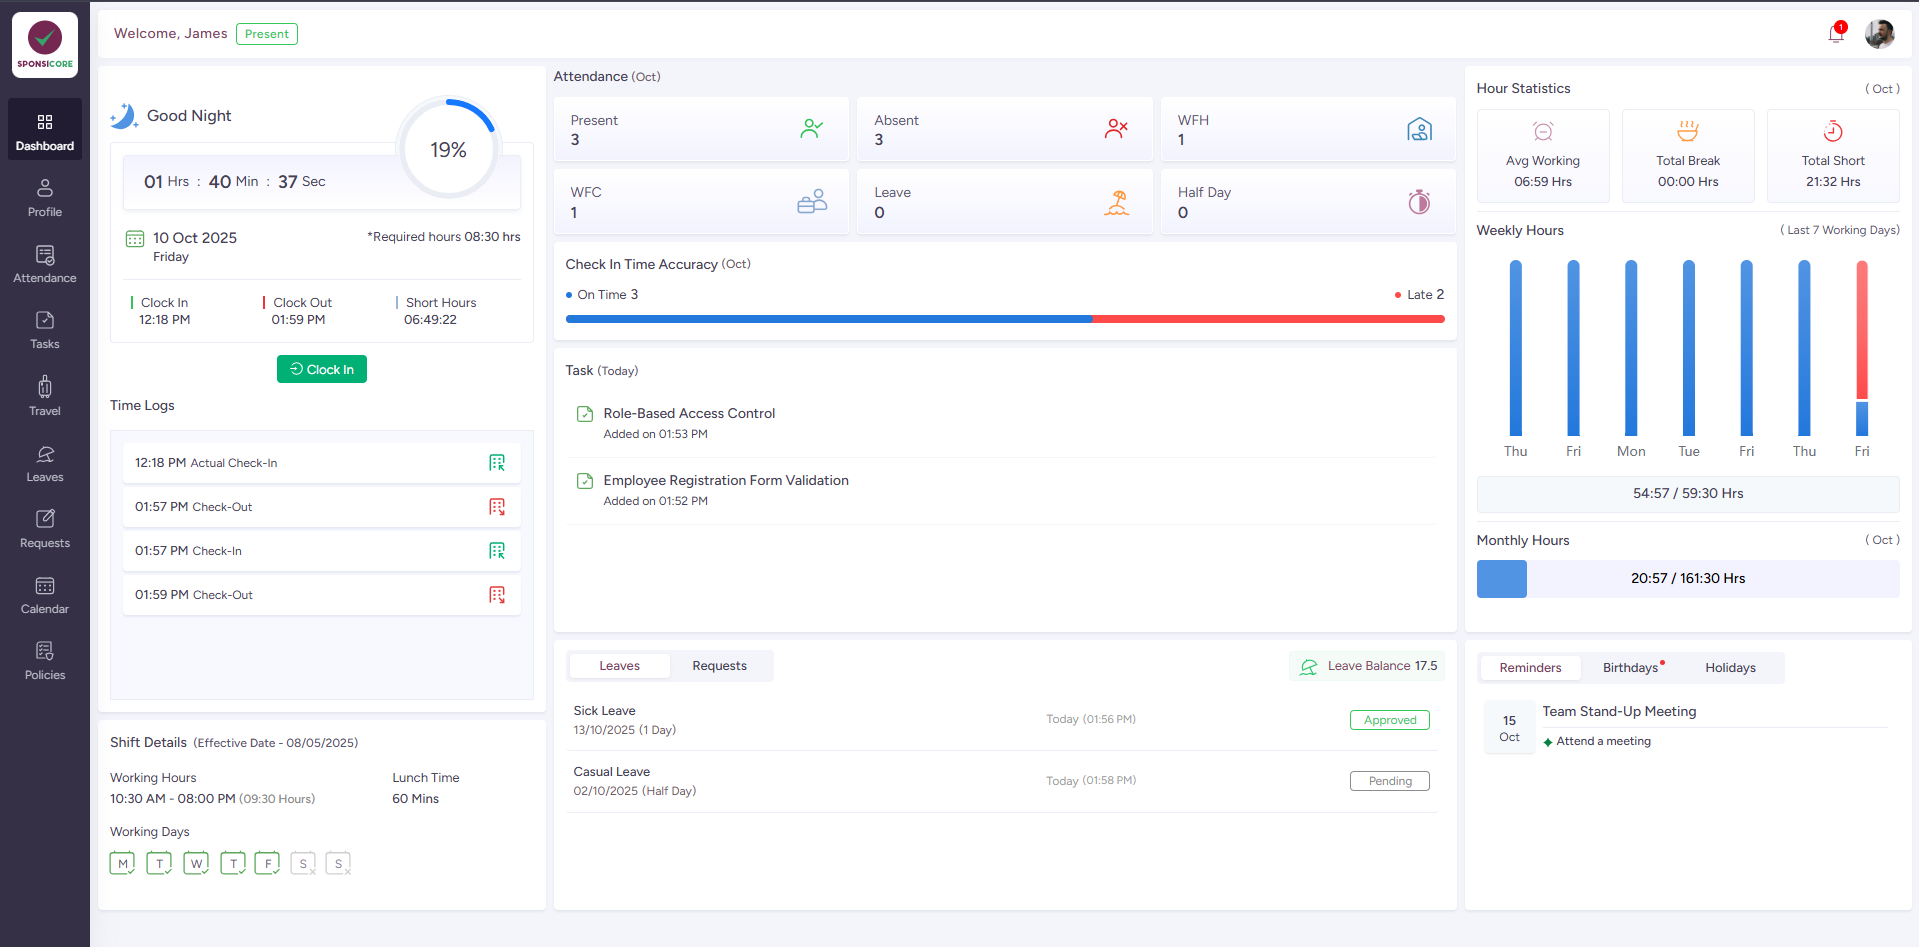 SPONSICORE
Dashboard
Profile
Attendance
Tasks
Travel
Leaves
Requests
Calendar
Policies
Welcome, James Present
1
Good Night
19%
01 Hrs : 40 Min : 37 Sec
10 Oct 2025
Friday
*Required hours 08:30 hrs
Clock In
12:18 PM
Clock Out
01:59 PM
Short Hours
06:49:22
Clock In
Time Logs
12:18 PM Actual Check-In
01:57 PM Check-Out
01:57 PM Check-In
01:59 PM Check-Out
Shift Details (Effective Date - 08/05/2025)
Working Hours
10:30 AM - 08:00 PM (09:30 Hours)
Lunch Time
60 Mins
Working Days
M T W T F S S
Attendance (Oct)
Present
3
Absent
3
WFH
1
WFC
1
Leave
0
Half Day
0
Check In Time Accuracy (Oct)
On Time 3
Late 2
Task (Today)
Role-Based Access Control
Added on 01:53 PM
Employee Registration Form Validation
Added on 01:52 PM
Leaves Requests
Leave Balance 17.5
Sick Leave
13/10/2025 (1 Day)
Today (01:56 PM)
Approved
Casual Leave
02/10/2025 (Half Day)
Today (01:58 PM)
Pending
Hour Statistics
( Oct )
Avg Working
06:59 Hrs
Total Break
00:00 Hrs
Total Short
21:32 Hrs
Weekly Hours
( Last 7 Working Days)
Thu Fri Mon Tue Fri Thu Fri
54:57 / 59:30 Hrs
Monthly Hours
( Oct )
20:57 / 161:30 Hrs
Reminders Birthdays Holidays
15
Oct
Team Stand-Up Meeting
Attend a meeting